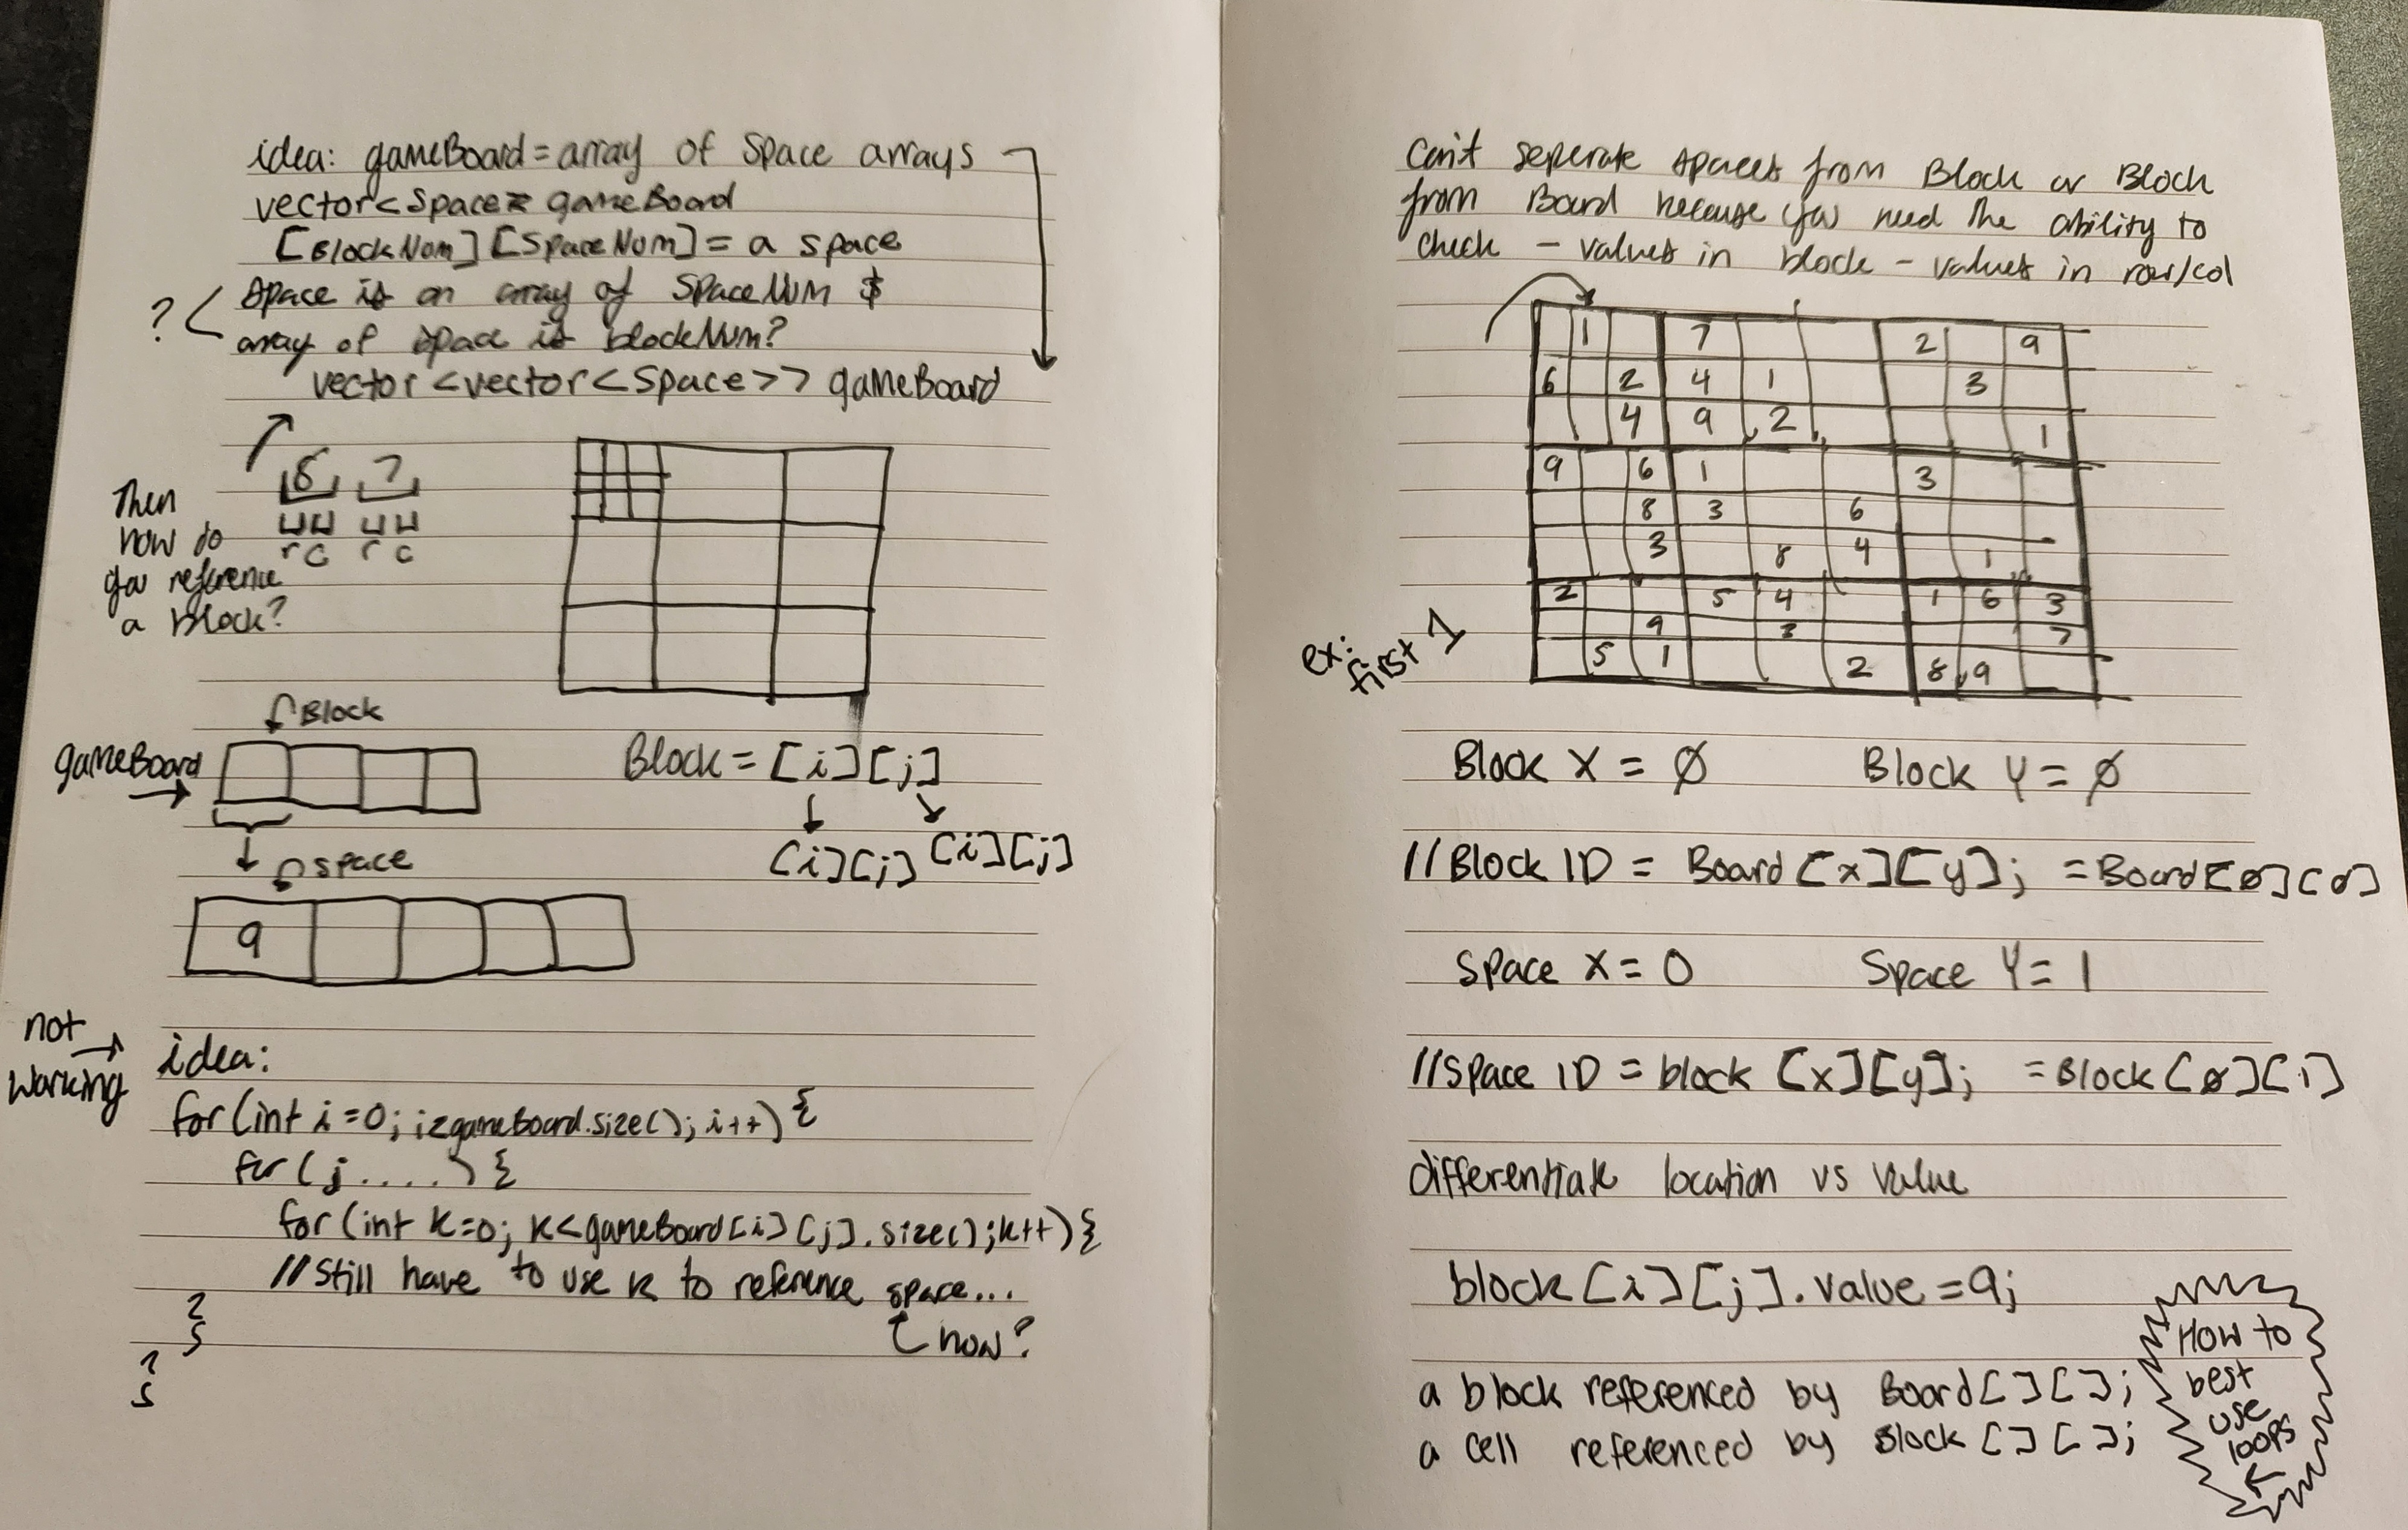 idea: gameBoard = array of Space arrays
vector<Space> gameBoard
[BlockNum][SpaceNum] = a space
? < Space is an array of SpaceNum &
array of space is blockNum?
vector <vector<Space>> gameBoard
6 7
r c r c
Then
how do
you reference
a block?
Block
gameBoard →
Block = [i][j]
[i][j] [i][j]
space
9
not
working →
idea:
for (int i=0; i<gameBoard.size(); i++) {
for (j.....) {
for (int k=0; k<gameBoard[i][j].size(); k++) {
//Still have to use k to reference space...
how?
}
}
can't seperate spaces from Block or Block
from Board because you need the ability to
check - values in block - values in row/col
1 7 2 9
6 2 4 1 3
4 9 2 1
9 6 1 3
8 3 6
3 8 4 1
2 5 4 1 6 3
9 3 7
5 1 2 8 9
ex:
first 1
Block X = Ø Block Y = Ø
//Block ID = Board [x][y]; = Board[Ø][Ø]
Space X = 0 Space Y = 1
//Space ID = block [x][y]; = Block[Ø][1]
differentiate location vs value
block[i][j].value = 9;
a block referenced by Board[][];
a cell referenced by Block[][];
How to
best
use
loops
←